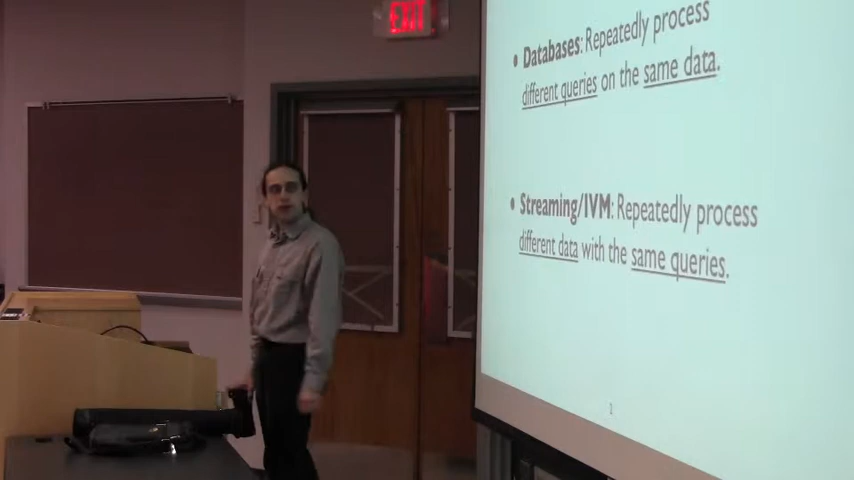 EXIT
• Databases: Repeatedly process
different queries on the same data.
• Streaming/IVM: Repeatedly process
different data with the same queries.